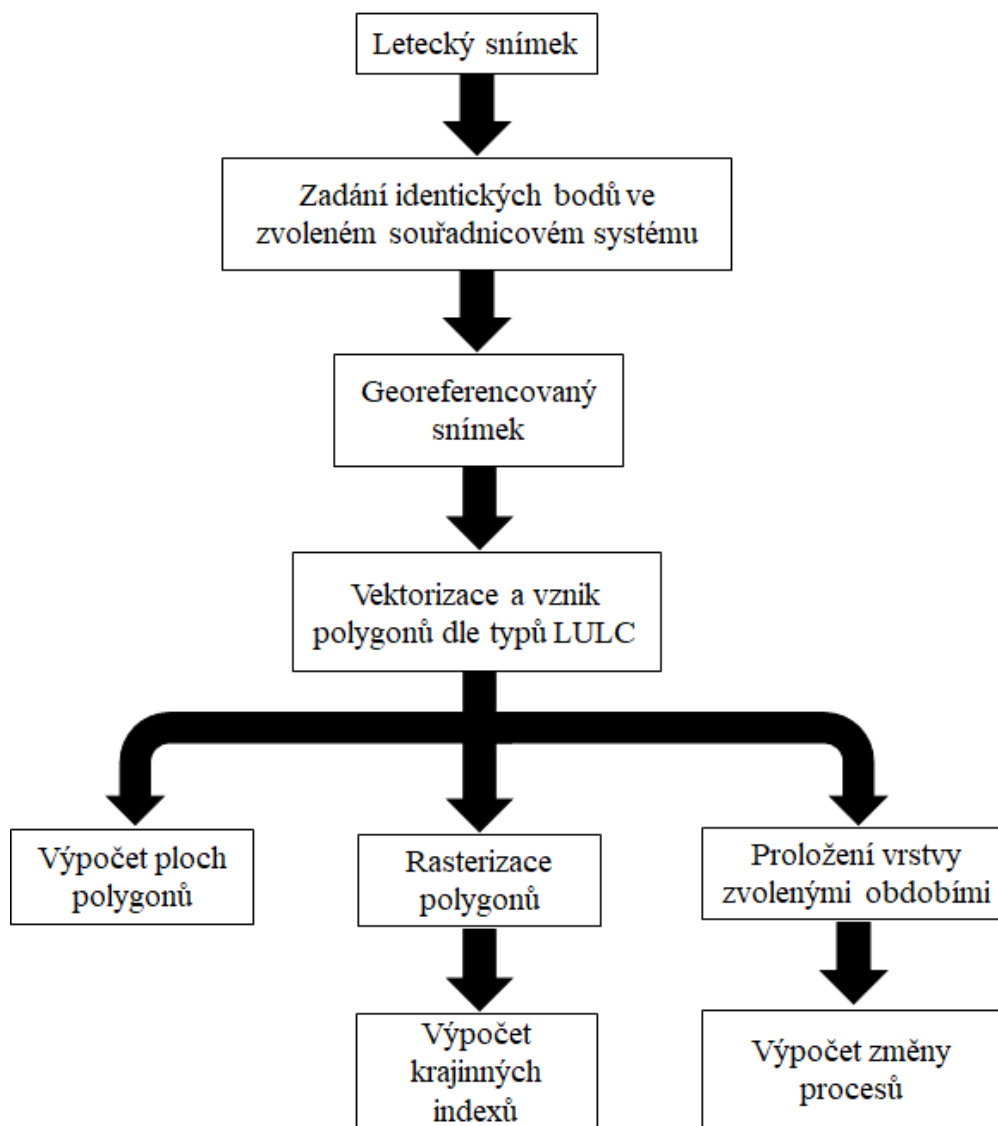 Letecký snímek
Zadání identických bodů ve
zvoleném souřadnicovém systému
Georeferencovaný
snímek
Vektorizace a vznik
polygonů dle typů LULC
Výpočet ploch
polygonů
Rasterizace
polygonů
Proložení vrstvy
zvolenými obdobími
Výpočet
krajinných
indexů
Výpočet změny
procesů